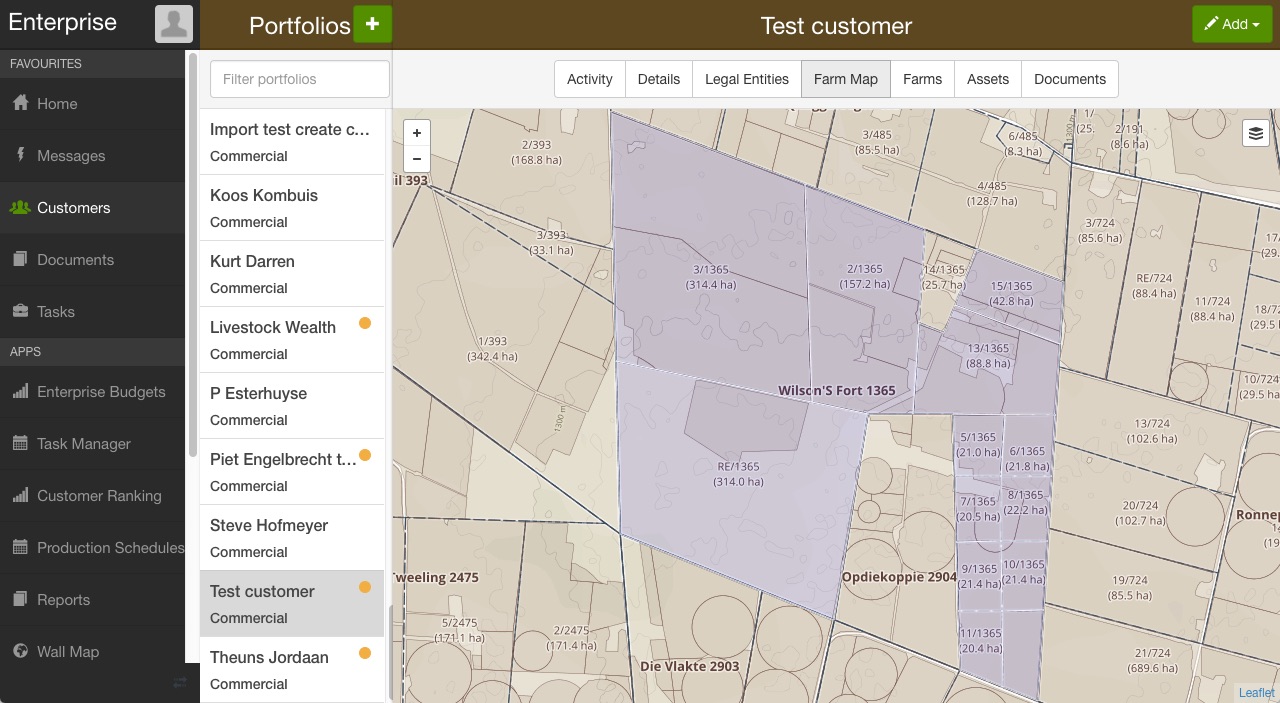 Enterprise
Portfolios
+
Test customer
Add
FAVOURITES
Home
Messages
Customers
Documents
Tasks
APPS
Enterprise Budgets
Task Manager
Customer Ranking
Production Schedules
Reports
Wall Map
Filter portfolios
Import test create c...
Commercial
Koos Kombuis
Commercial
Kurt Darren
Commercial
Livestock Wealth
Commercial
P Esterhuyse
Commercial
Piet Engelbrecht t...
Commercial
Steve Hofmeyer
Commercial
Test customer
Commercial
Theuns Jordaan
Commercial
Activity
Details
Legal Entities
Farm Map
Farms
Assets
Documents
+
−
2/393
(168.8 ha)
il 393
3/393
(33.1 ha)
1/393
(342.4 ha)
1300 m
3/485
(85.5 ha)
6/485
(8.3 ha)
1300 m
1/
(25.
2/191
(8.6 ha)
4/485
(128.7 ha)
3/724
(85.6 ha)
17/
(29.
RE/724
(88.4 ha)
11/724
(88.4 ha)
18/72
(29.5 h
10/724
(29.5 ha
3/1365
(314.4 ha)
2/1365
(157.2 ha)
14/1365
(25.7 ha)
15/1365
(42.8 ha)
13/1365
(88.8 ha)
Wilson'S Fort 1365
RE/1365
(314.0 ha)
5/1365
(21.0 ha)
6/1365
(21.8 ha)
7/1365
(20.5 ha)
8/1365
(22.2 ha)
9/1365
(21.4 ha)
10/1365
(21.4 ha)
11/1365
(20.4 ha)
13/724
(102.6 ha)
20/724
(102.7 ha)
Ronnep
1
(19
19/724
(85.5 ha)
21/724
(689.6 ha)
Opdiekoppie 2904
Tweeling 2475
5/2475
(171.1 ha)
2/2475
(171.4 ha)
Die Vlakte 2903
Leaflet